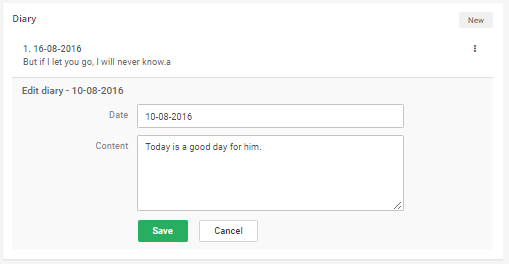 Diary
New
1. 16-08-2016
But if I let you go, I will never know.a
Edit diary - 10-08-2016
Date
10-08-2016
Content
Today is a good day for him.
Save
Cancel